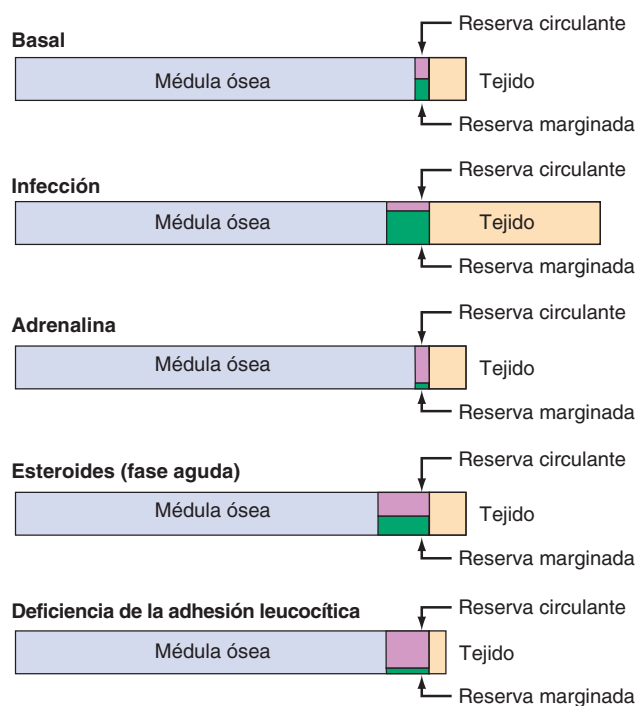 Reserva circulante
Basal
Médula ósea
Tejido
Reserva marginada
Reserva circulante
Infección
Médula ósea
Tejido
Reserva marginada
Reserva circulante
Adrenalina
Médula ósea
Tejido
Reserva marginada
Reserva circulante
Esteroides (fase aguda)
Médula ósea
Tejido
Reserva marginada
Reserva circulante
Deficiencia de la adhesión leucocítica
Médula ósea
Tejido
Reserva marginada